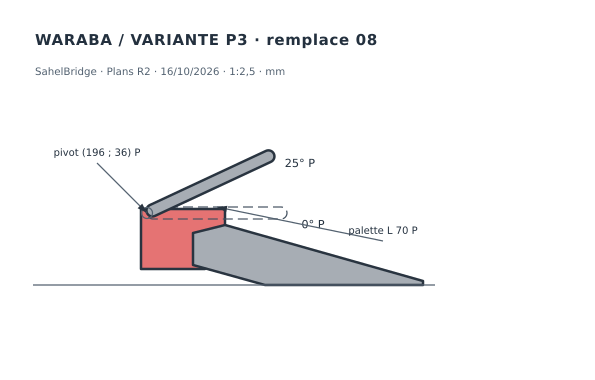 WARABA / VARIANTE P3 · remplace 08
SahelBridge · Plans R2 · 16/10/2026 · 1:2,5 · mm
pivot (196 ; 36) P
25° P
0° P
palette L 70 P